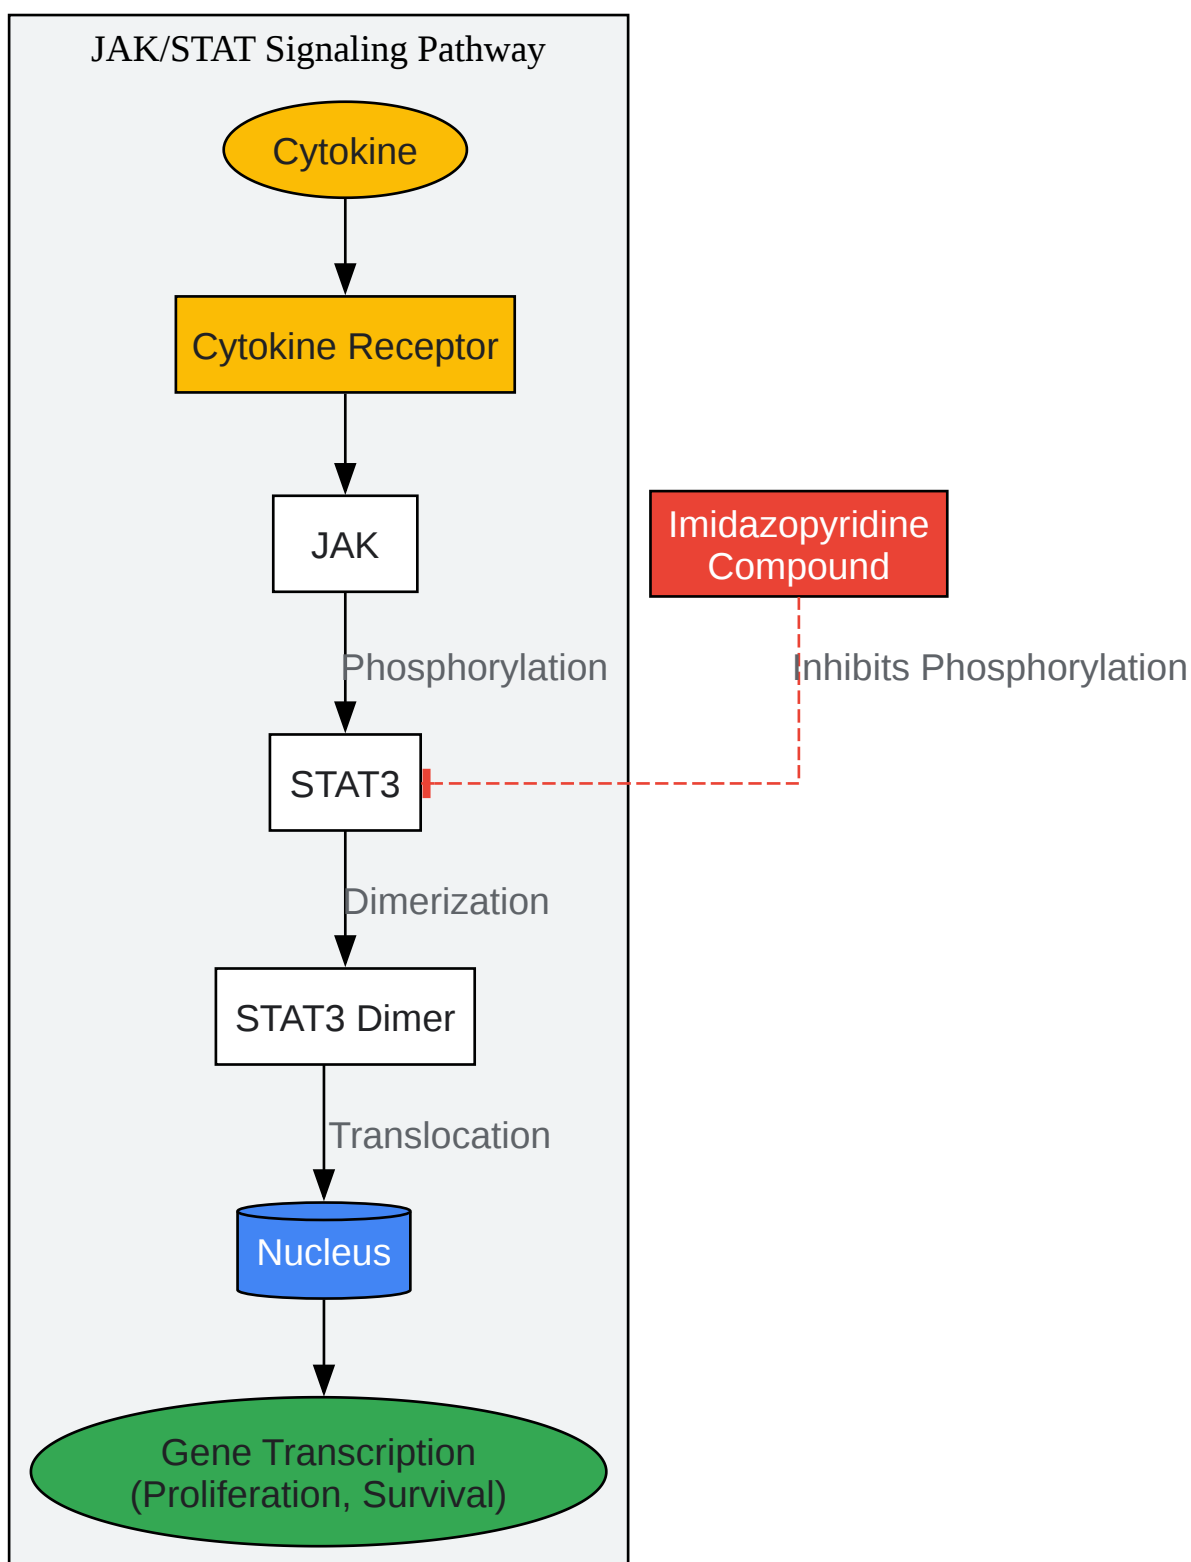 JAK/STAT Signaling Pathway
Cytokine
Cytokine Receptor
JAK
Imidazopyridine
Compound
Phosphorylation
Inhibits Phosphorylation
STAT3
Dimerization
STAT3 Dimer
Translocation
Nucleus
Gene Transcription
(Proliferation, Survival)